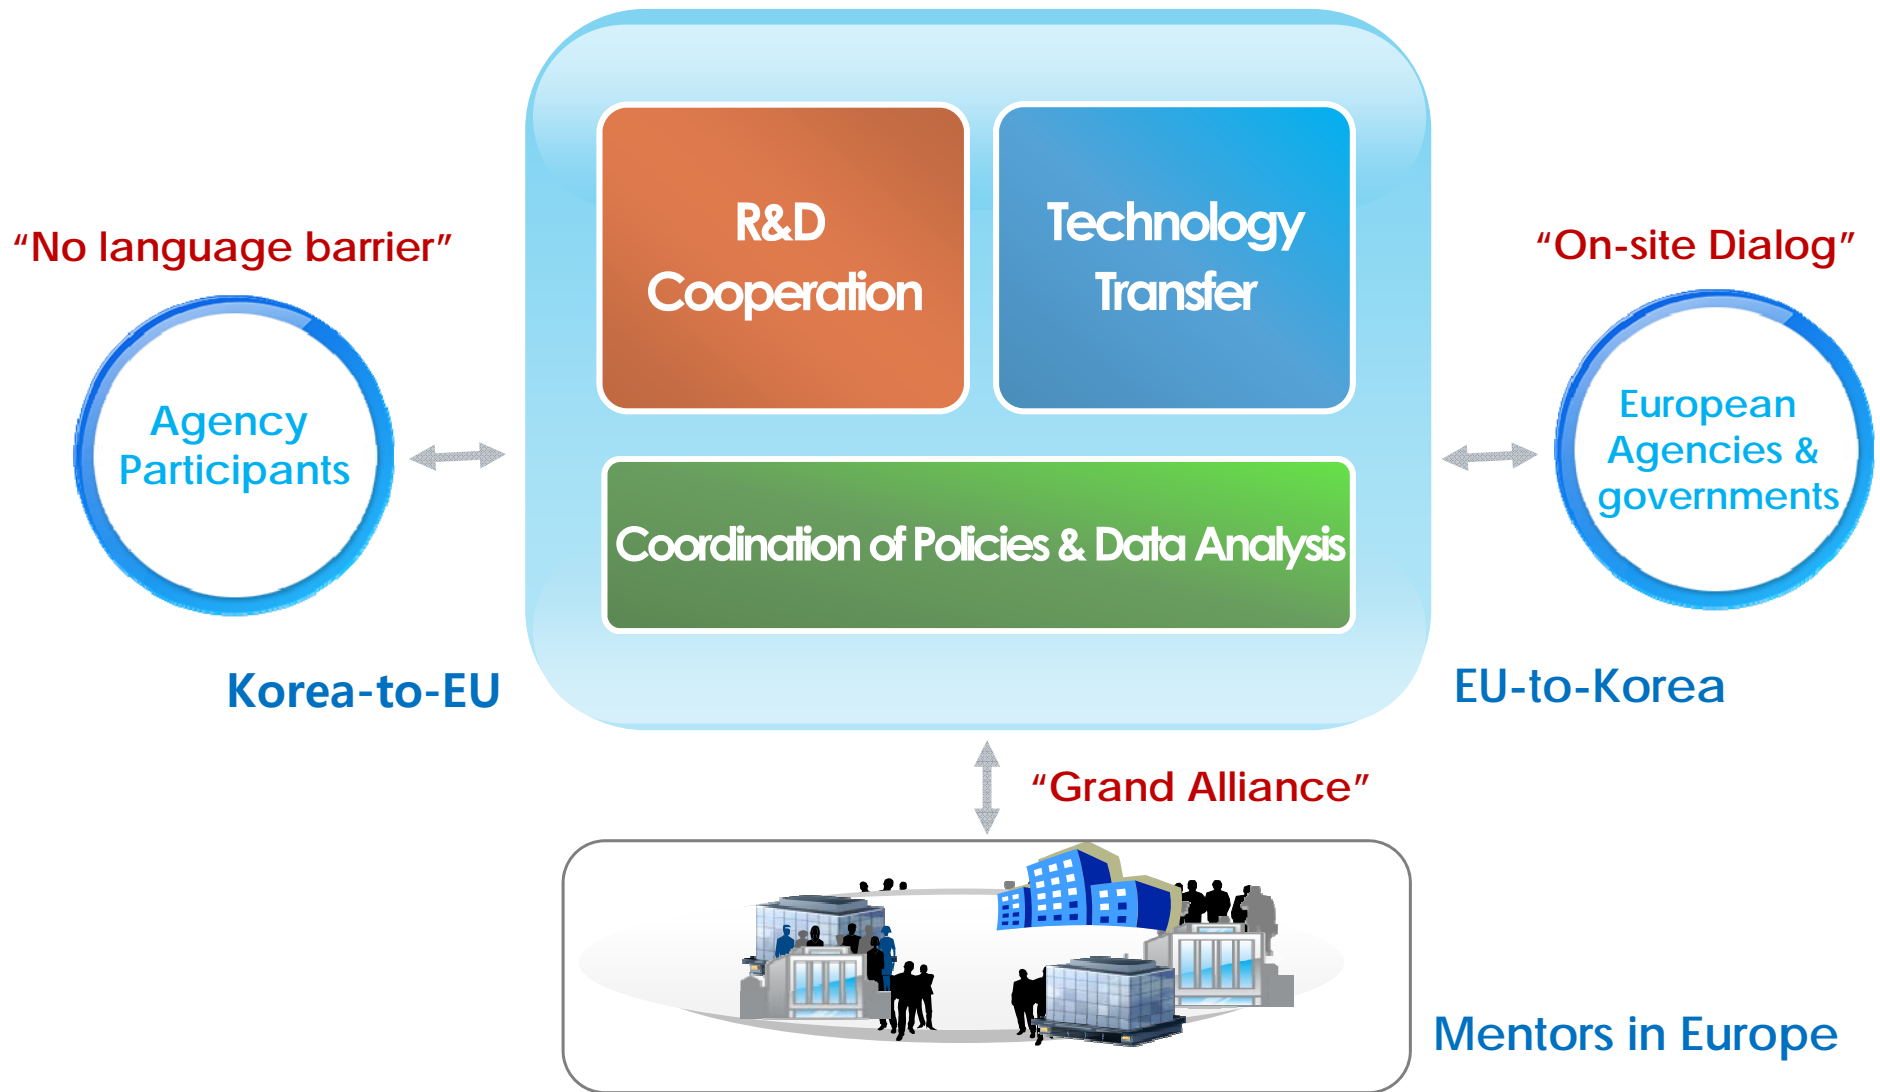 R&D
Cooperation
Technology
Transfer
“No language barrier”
“On-site Dialog”
Agency
Participants
European
Agencies &
governments
Coordination of Policies & Data Analysis
Korea-to-EU
EU-to-Korea
“Grand Alliance”
Mentors in Europe